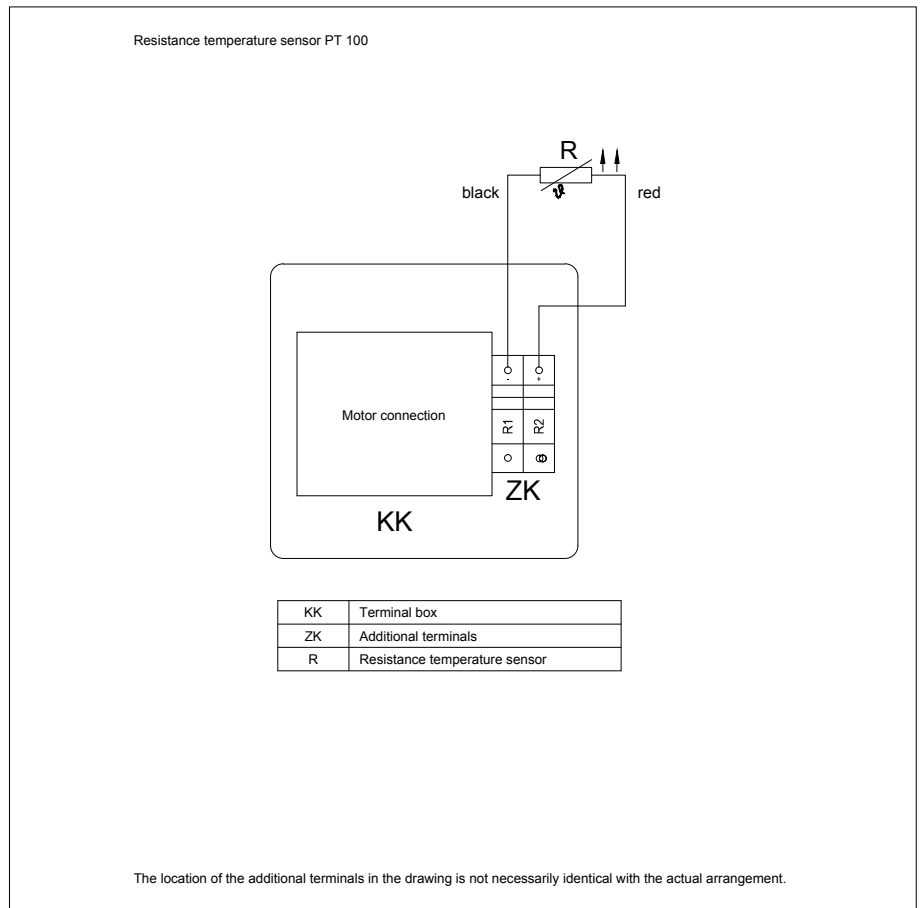 Resistance temperature sensor PT 100
R
black
ϑ
red
- +
Motor connection
R1 R2
ZK
KK
KK Terminal box
ZK Additional terminals
R Resistance temperature sensor
The location of the additional terminals in the drawing is not necessarily identical with the actual arrangement.